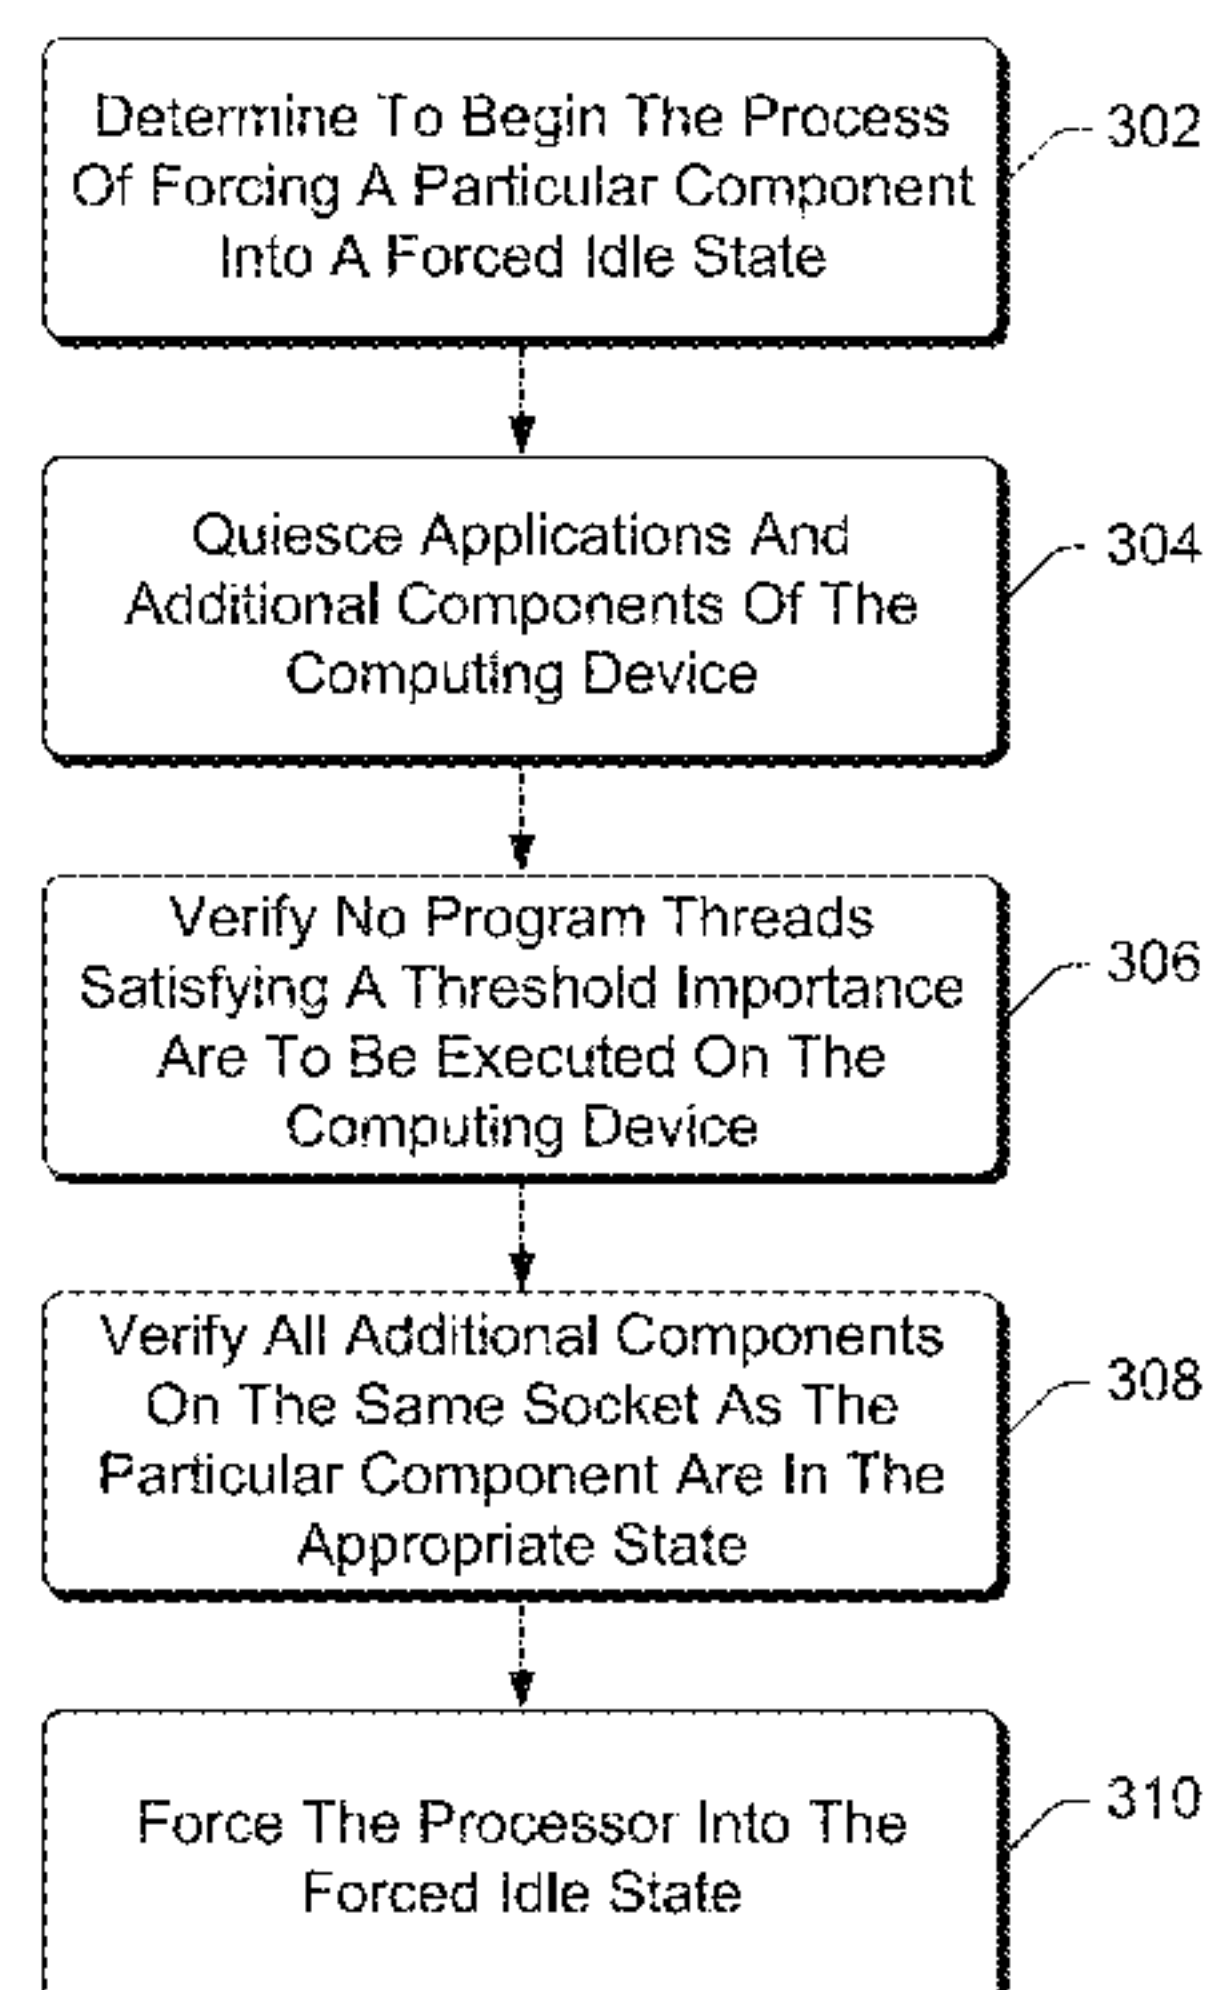 Determine To Begin The Process
Of Forcing A Particular Component
Into A Forced Idle State
302
Quiesce Applications And
Additional Components Of The
Computing Device
304
Verify No Program Threads
Satisfying A Threshold Importance
Are To Be Executed On The
Computing Device
306
Verify All Additional Components
On The Same Socket As The
Particular Component Are In The
Appropriate State
308
Force The Processor Into The
Forced Idle State
310